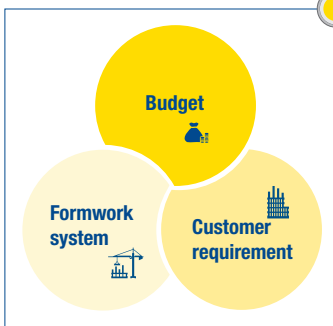 Budget
Formwork
system
Customer
requirement